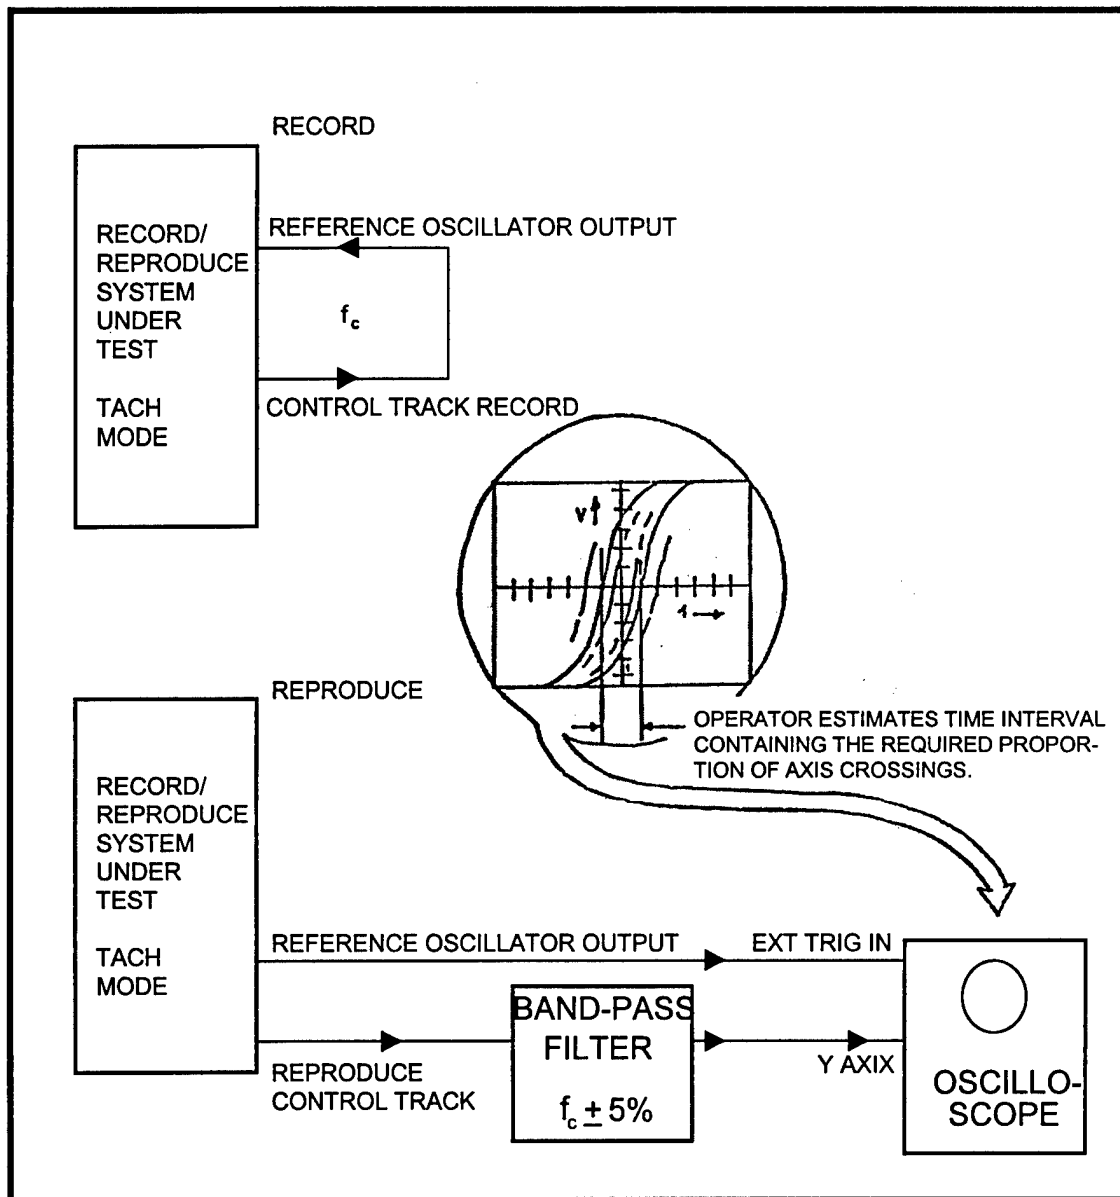 RECORD
RECORD/
REPRODUCE
SYSTEM
UNDER
TEST
TACH
MODE
REFERENCE OSCILLATOR OUTPUT
f c
CONTROL TRACK RECORD
V
REPRODUCE
OPERATOR ESTIMATES TIME INTERVAL
CONTAINING THE REQUIRED PROPOR-
TION OF AXIS CROSSINGS.
RECORD/
REPRODUCE
SYSTEM
UNDER
TEST
TACH
MODE
REFERENCE OSCILLATOR OUTPUT
EXT TRIG IN
BAND-PASS
FILTER
f c ± 5%
REPRODUCE
CONTROL TRACK
Y AXIX
OSCILLO-
SCOPE